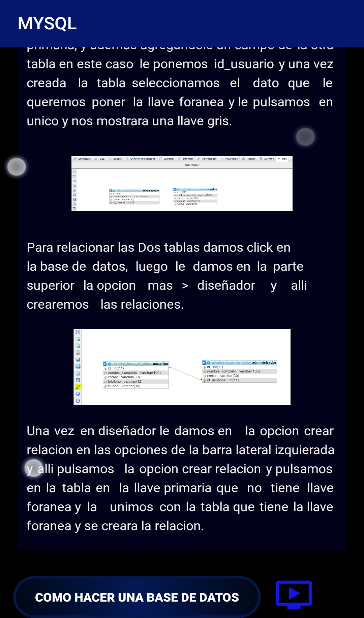 MYSQL
primaria, y ademas agregandole un campo de la otra
tabla en este caso le ponemos id_usuario y una vez
creada la tabla seleccionamos el dato que le
queremos poner la llave foranea y le pulsamos en
unico y nos mostrara una llave gris.
Para relacionar las Dos tablas damos click en
la base de datos, luego le damos en la parte
superior la opcion mas > diseñador y alli
crearemos las relaciones.
Una vez en diseñador le damos en la opcion crear
relacion en las opciones de la barra lateral izquierada
y alli pulsamos la opcion crear relacion y pulsamos
en la tabla en la llave primaria que no tiene llave
foranea y la unimos con la tabla que tiene la llave
foranea y se creara la relacion.
COMO HACER UNA BASE DE DATOS